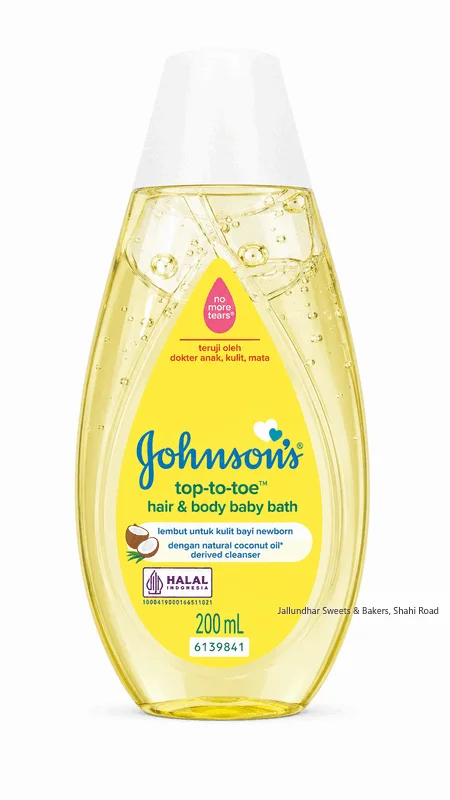 no
more
tears®
teruji oleh
dokter anak, kulit, mata
Johnson's®
top-to-toe™
hair & body baby bath
lembut untuk kulit bayi newborn
dengan natural coconut oil*
derived cleanser
HALAL
INDONESIA
10004190001665110​21
Jallundhar Sweets & Bakers, Shahi Road
200 mL
6139841